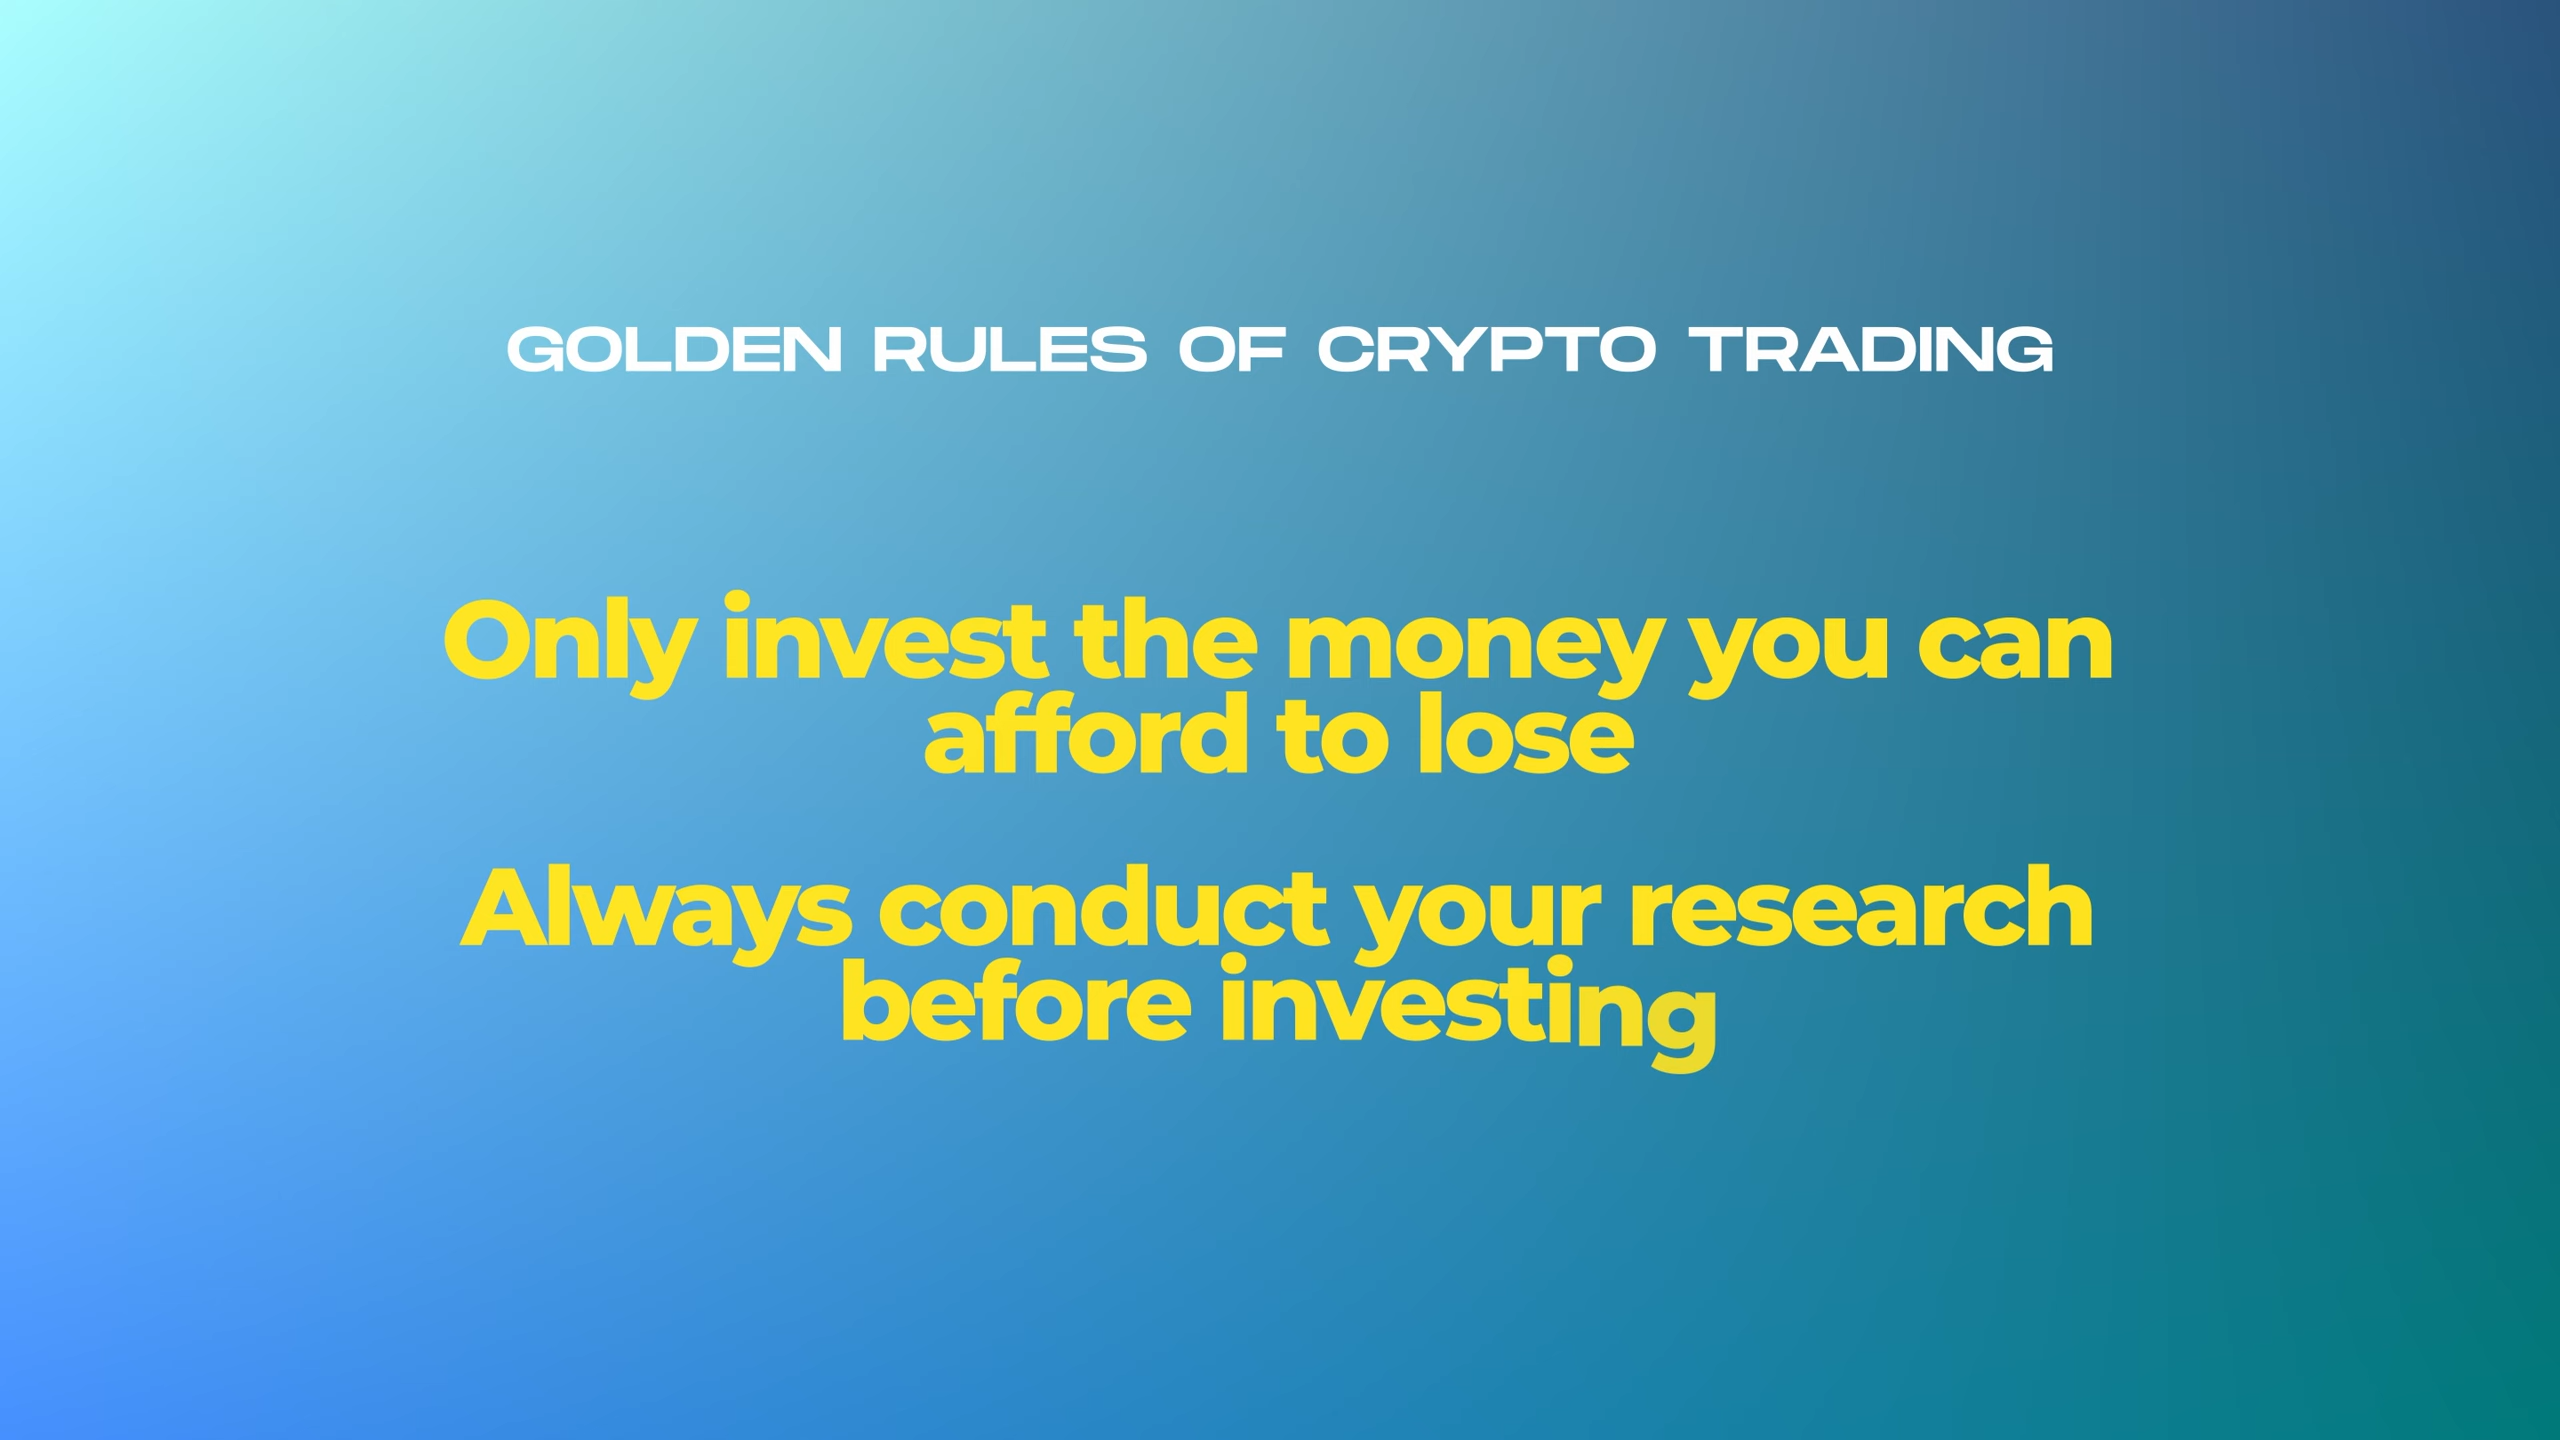 GOLDEN RULES OF CRYPTO TRADING
Only invest the money you can
afford to lose
Always conduct your research
before investing